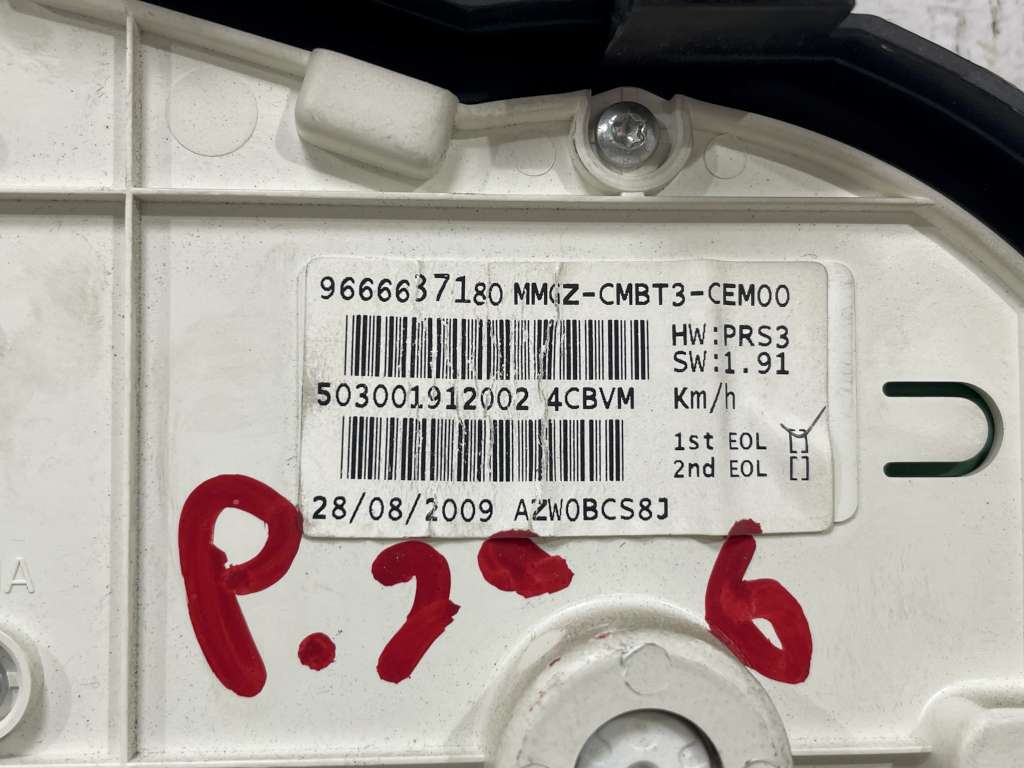 9666637180 MMGZ-CMBT3-CEM00
HW:PRS3
SW:1.91
503001912002 4CBVM Km/h
1st EOL []
2nd EOL []
28/08/2009 AZW0BCS8J
A
P.
6